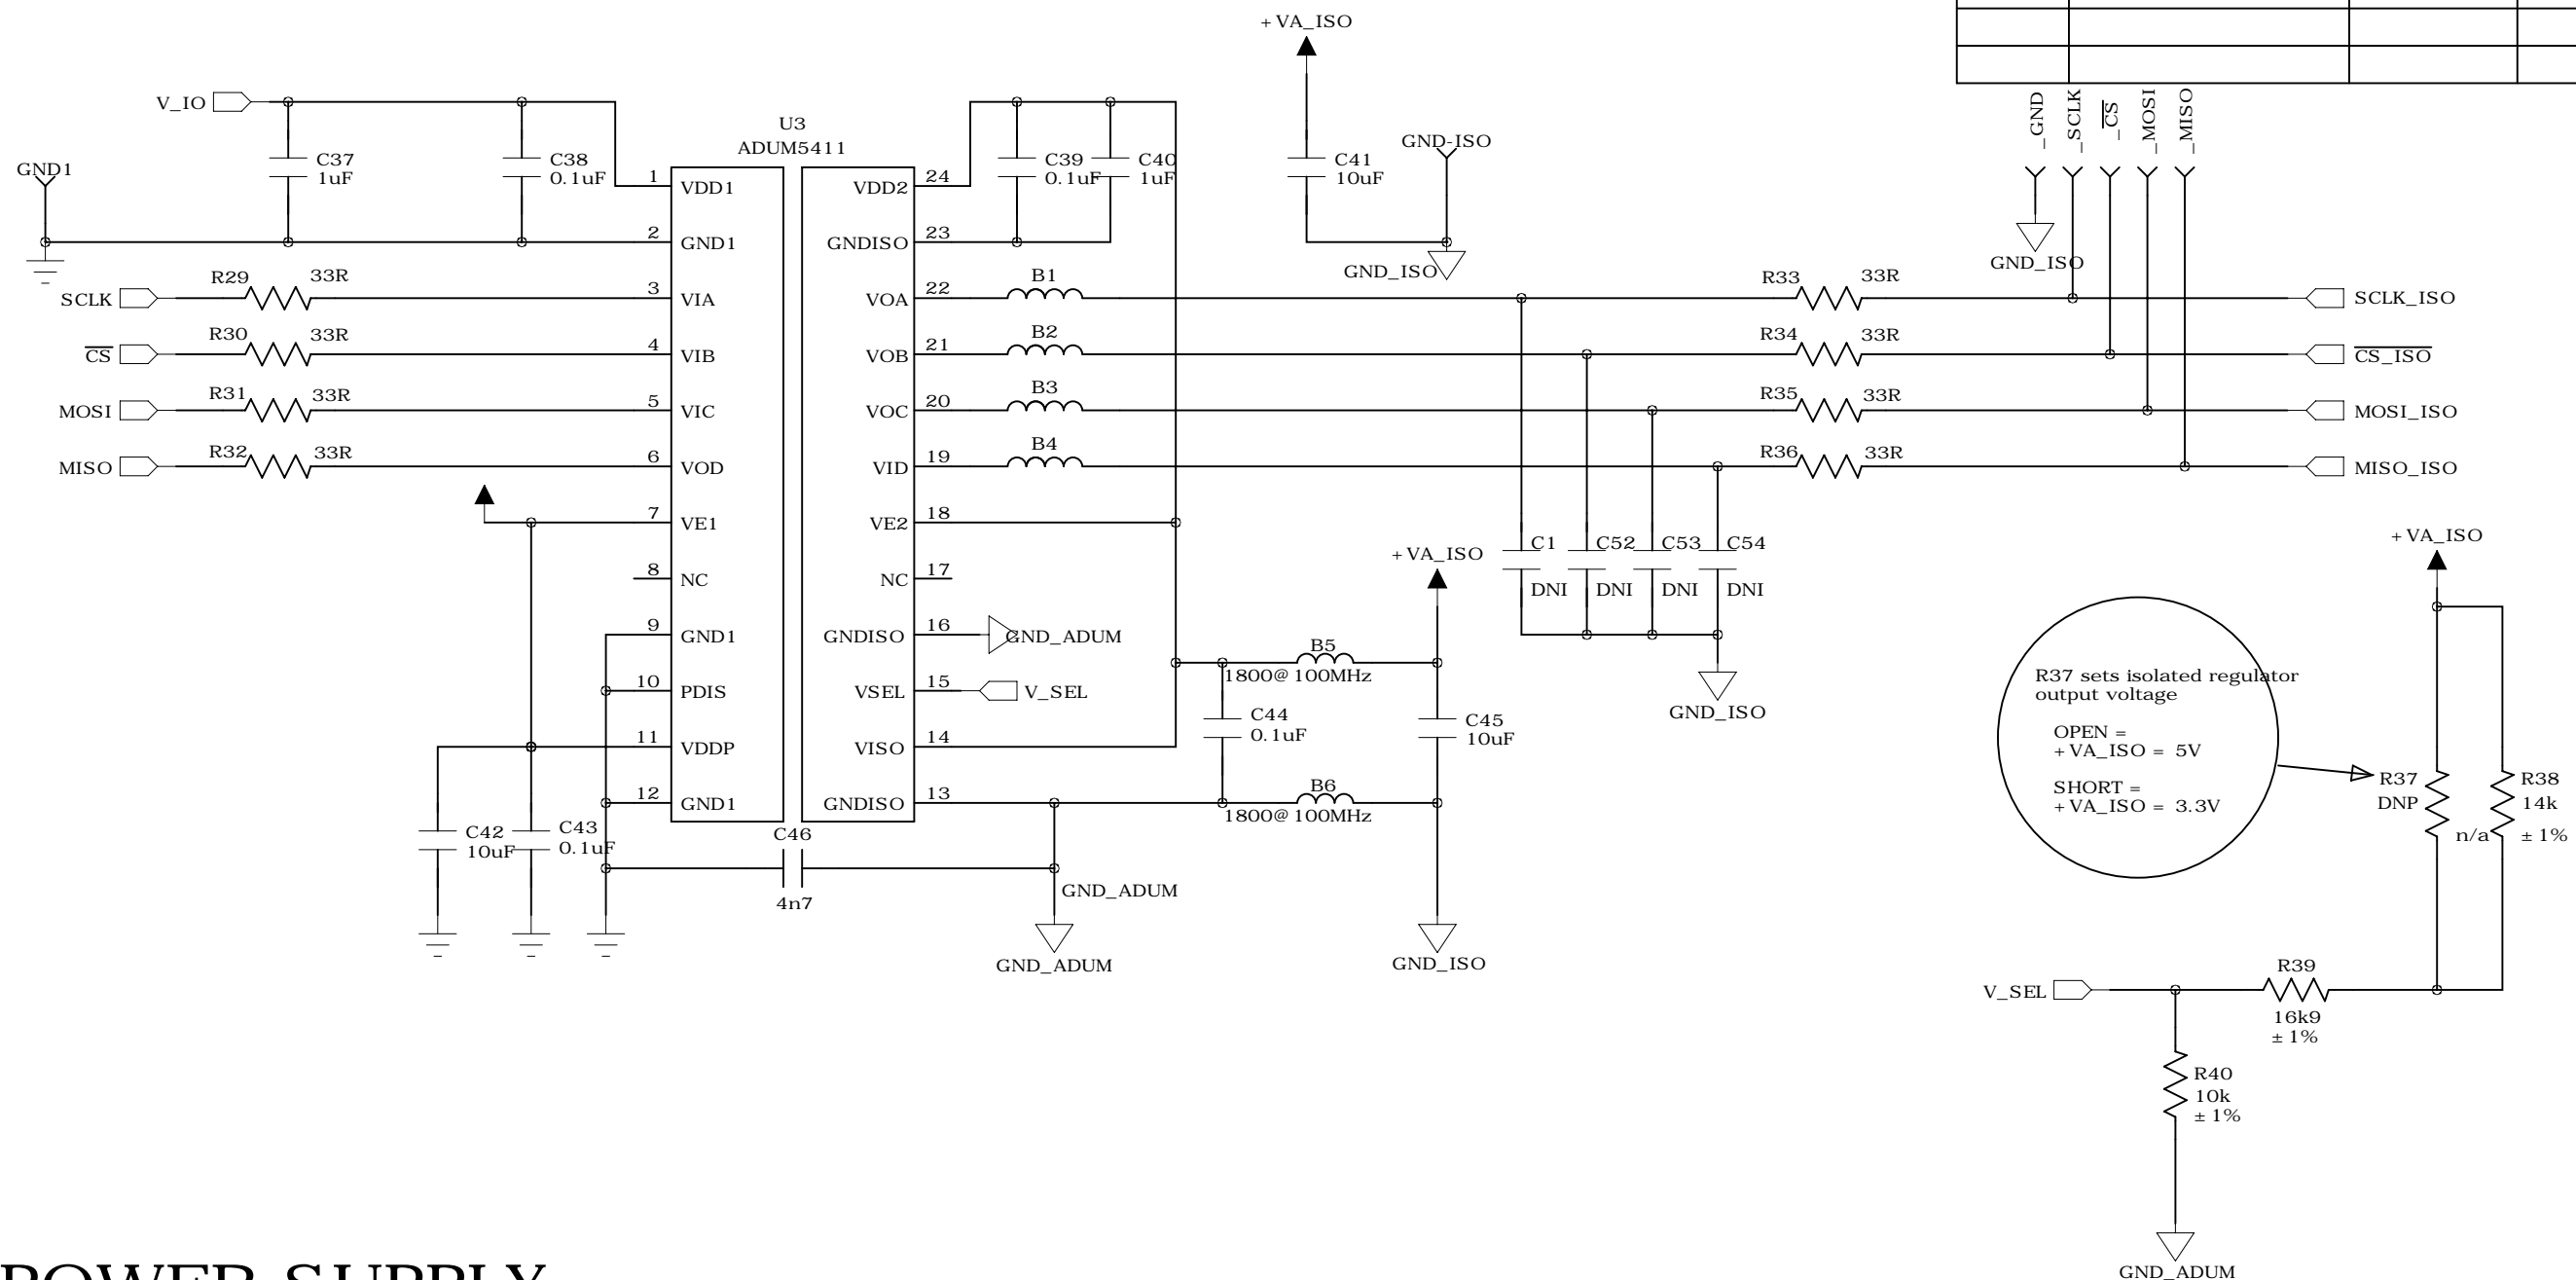 +VA_ISO
V_IO
GND1
C37
1uF
C38
0.1uF
U3
ADUM5411
C39
0.1uF
C40
1uF
C41
10uF
GND-ISO
GND_ISO
_GND
_SCLK
_CS
_MOSI
_MISO
GND_ISO
1 VDD1
2 GND1
3 VIA
4 VIB
5 VIC
6 VOD
7 VE1
8 NC
9 GND1
10 PDIS
11 VDDP
12 GND1
VDD2 24
GNDISO 23
VOA 22
VOB 21
VOC 20
VID 19
VE2 18
NC 17
GNDISO 16
VSEL 15
VISO 14
GNDISO 13
SCLK
R29 33R
CS
R30 33R
MOSI
R31 33R
MISO
R32 33R
B1
B2
B3
B4
R33 33R
SCLK_ISO
R34 33R
CS_ISO
R35 33R
MOSI_ISO
R36 33R
MISO_ISO
C1
DNI
C52
DNI
C53
DNI
C54
DNI
GND_ISO
GND_ADUM
V_SEL
+VA_ISO
B5
1800@100MHz
C44
0.1uF
C45
10uF
B6
1800@100MHz
C42
10uF
C43
0.1uF
C46
4n7
GND_ADUM
GND_ADUM
GND_ISO
+VA_ISO
R37 sets isolated regulator
output voltage
OPEN =
+VA_ISO = 5V
SHORT =
+VA_ISO = 3.3V
R37
DNP
n/a
R38
14k
±1%
V_SEL
R39
16k9
±1%
R40
10k
±1%
GND_ADUM
POWER SUPPLY